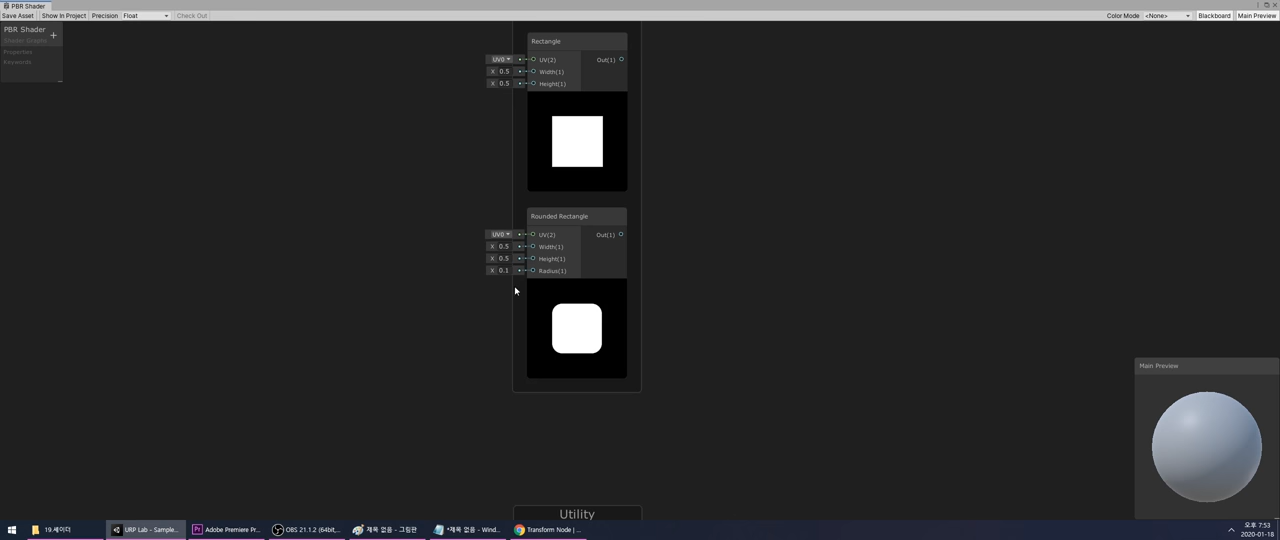 PBR Shader
Save Asset Show In Project Precision Float Check Out Color Mode <None> Blackboard Main Preview
PBR Shader
Shader Graphs
Properties
Keywords
Rectangle
UV0 UV(2) Out(1)
X 0.5 Width(1)
X 0.5 Height(1)
Rounded Rectangle
UV0 UV(2) Out(1)
X 0.5 Width(1)
X 0.5 Height(1)
X 0.1 Radius(1)
Main Preview
Utility
19.셰이더 URP Lab - Sample... Adobe Premiere Pr... OBS 21.1.2 (64bit,... 제목 없음 - 그림판 *제목 없음 - Wind... Transform Node | ...
오후 7:53
2020-01-18